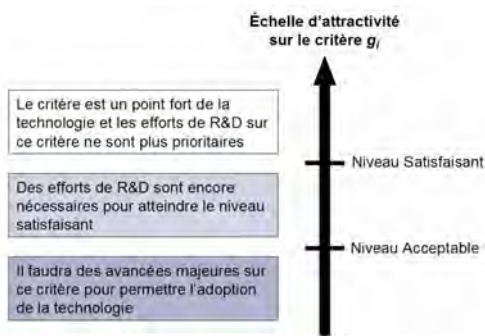 Échelle d'attractivité
sur le critère gi
Le critère est un point fort de la
technologie et les efforts de R&D sur
ce critère ne sont plus prioritaires
Niveau Satisfaisant
Des efforts de R&D sont encore
nécessaires pour atteindre le niveau
satisfaisant
Niveau Acceptable
Il faudra des avancées majeures sur
ce critère pour permettre l'adoption
de la technologie